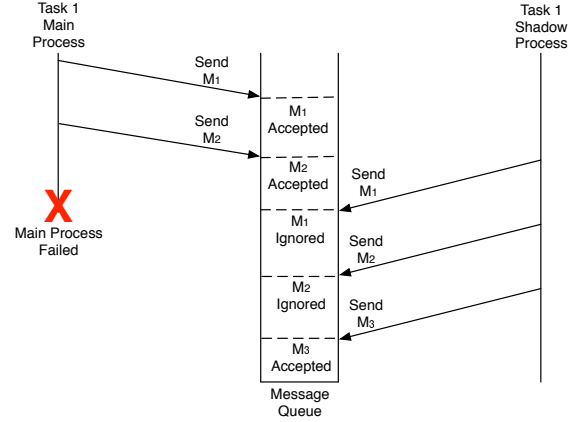 Task 1
Main
Process
Task 1
Shadow
Process
Send
M1
M1
Accepted
Send
M2
M2
Accepted
Send
M1
X
Main Process
Failed
M1
Ignored
Send
M2
M2
Ignored
Send
M3
M3
Accepted
Message
Queue